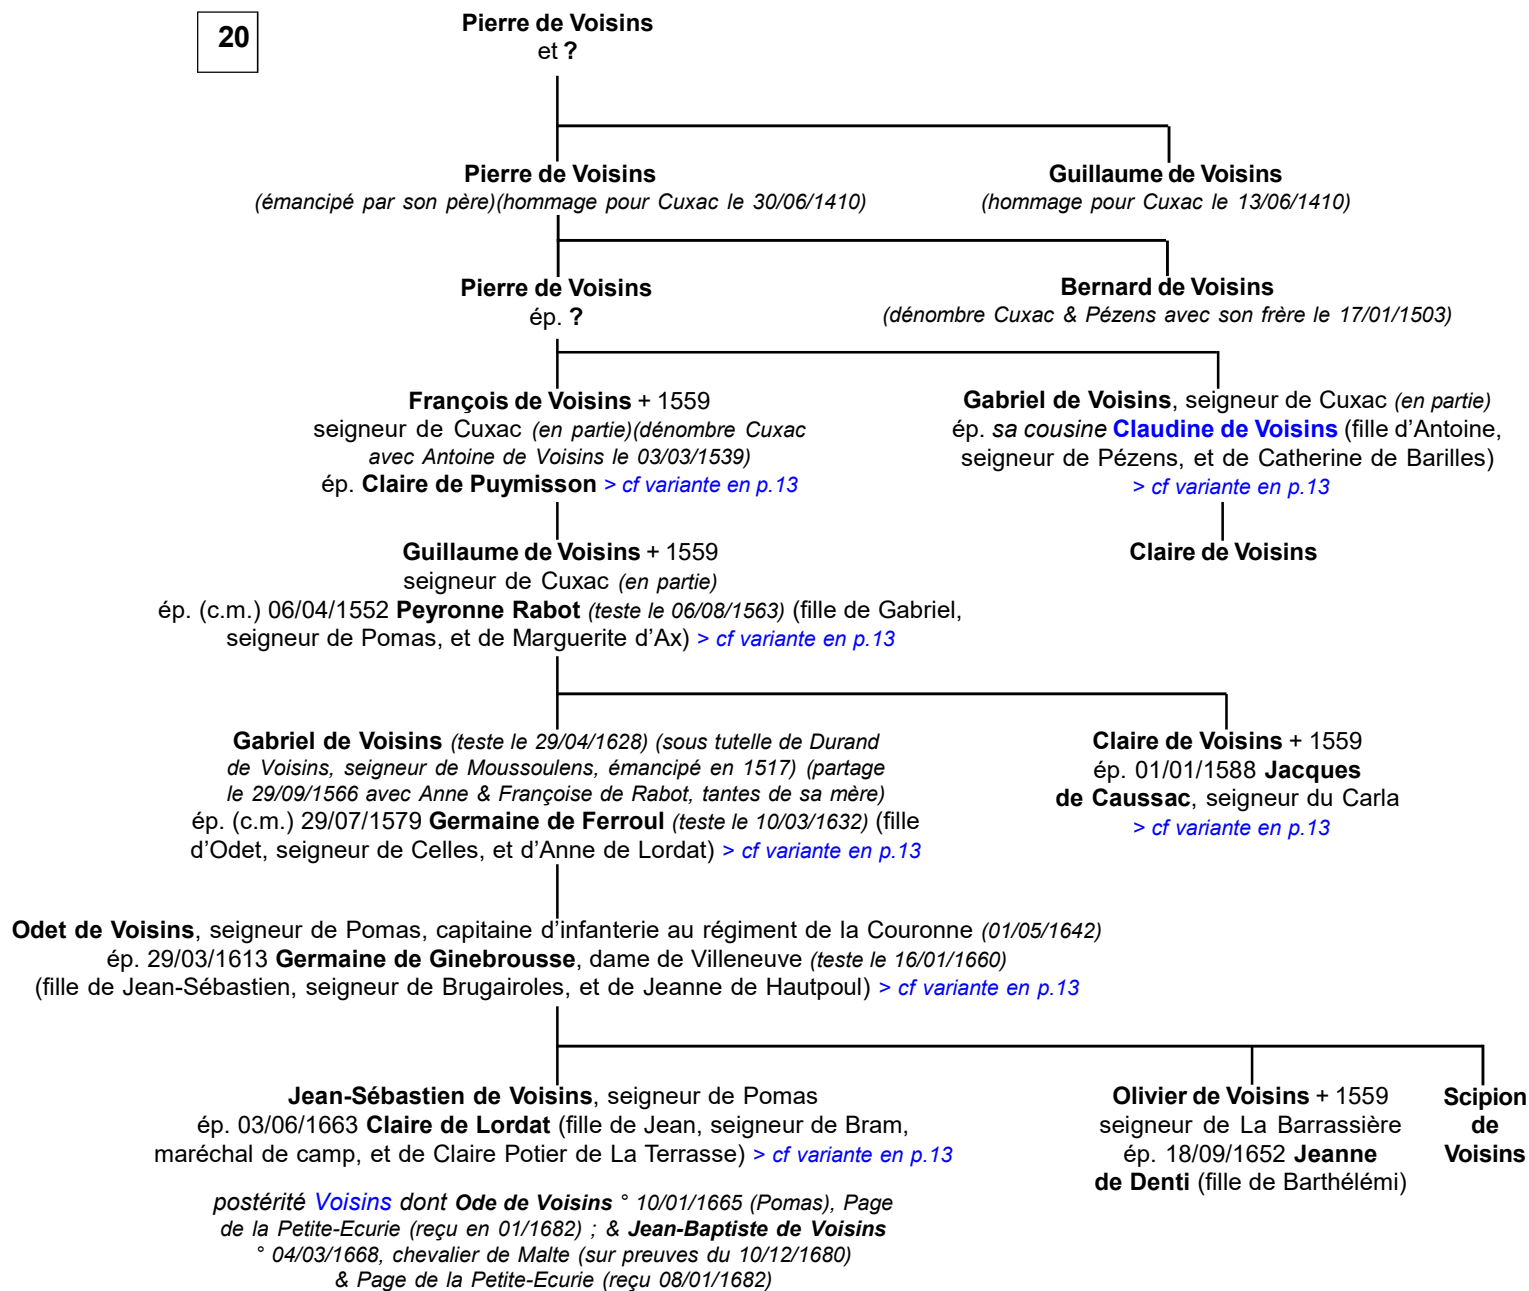 20
Pierre de Voisins
et ?
Pierre de Voisins
(émancipé par son père)(hommage pour Cuxac le 30/06/1410)
Guillaume de Voisins
(hommage pour Cuxac le 13/06/1410)
Pierre de Voisins
ép. ?
Bernard de Voisins
(dénombre Cuxac & Pézens avec son frère le 17/01/1503)
François de Voisins + 1559
seigneur de Cuxac (en partie)(dénombre Cuxac
avec Antoine de Voisins le 03/03/1539)
ép. Claire de Puymisson > cf variante en p.13
Gabriel de Voisins, seigneur de Cuxac (en partie)
ép. sa cousine Claudine de Voisins (fille d'Antoine,
seigneur de Pézens, et de Catherine de Barilles)
> cf variante en p.13
Guillaume de Voisins + 1559
seigneur de Cuxac (en partie)
ép. (c.m.) 06/04/1552 Peyronne Rabot (teste le 06/08/1563) (fille de Gabriel,
seigneur de Pomas, et de Marguerite d'Ax) > cf variante en p.13
Claire de Voisins
Gabriel de Voisins (teste le 29/04/1628) (sous tutelle de Durand
de Voisins, seigneur de Moussoulens, émancipé en 1517) (partage
le 29/09/1566 avec Anne & Françoise de Rabot, tantes de sa mère)
ép. (c.m.) 29/07/1579 Germaine de Ferroul (teste le 10/03/1632) (fille
d'Odet, seigneur de Celles, et d'Anne de Lordat) > cf variante en p.13
Claire de Voisins + 1559
ép. 01/01/1588 Jacques
de Caussac, seigneur du Carla
> cf variante en p.13
Odet de Voisins, seigneur de Pomas, capitaine d'infanterie au régiment de la Couronne (01/05/1642)
ép. 29/03/1613 Germaine de Ginebrousse, dame de Villeneuve (teste le 16/01/1660)
(fille de Jean-Sébastien, seigneur de Brugairoles, et de Jeanne de Hautpoul) > cf variante en p.13
Jean-Sébastien de Voisins, seigneur de Pomas
ép. 03/06/1663 Claire de Lordat (fille de Jean, seigneur de Bram,
maréchal de camp, et de Claire Potier de La Terrasse) > cf variante en p.13
postérité Voisins dont Ode de Voisins ° 10/01/1665 (Pomas), Page
de la Petite-Ecurie (reçu en 01/1682) ; & Jean-Baptiste de Voisins
° 04/03/1668, chevalier de Malte (sur preuves du 10/12/1680)
& Page de la Petite-Ecurie (reçu 08/01/1682)
Olivier de Voisins + 1559
seigneur de La Barrassière
ép. 18/09/1652 Jeanne
de Denti (fille de Barthélémi)
Scipion
de
Voisins